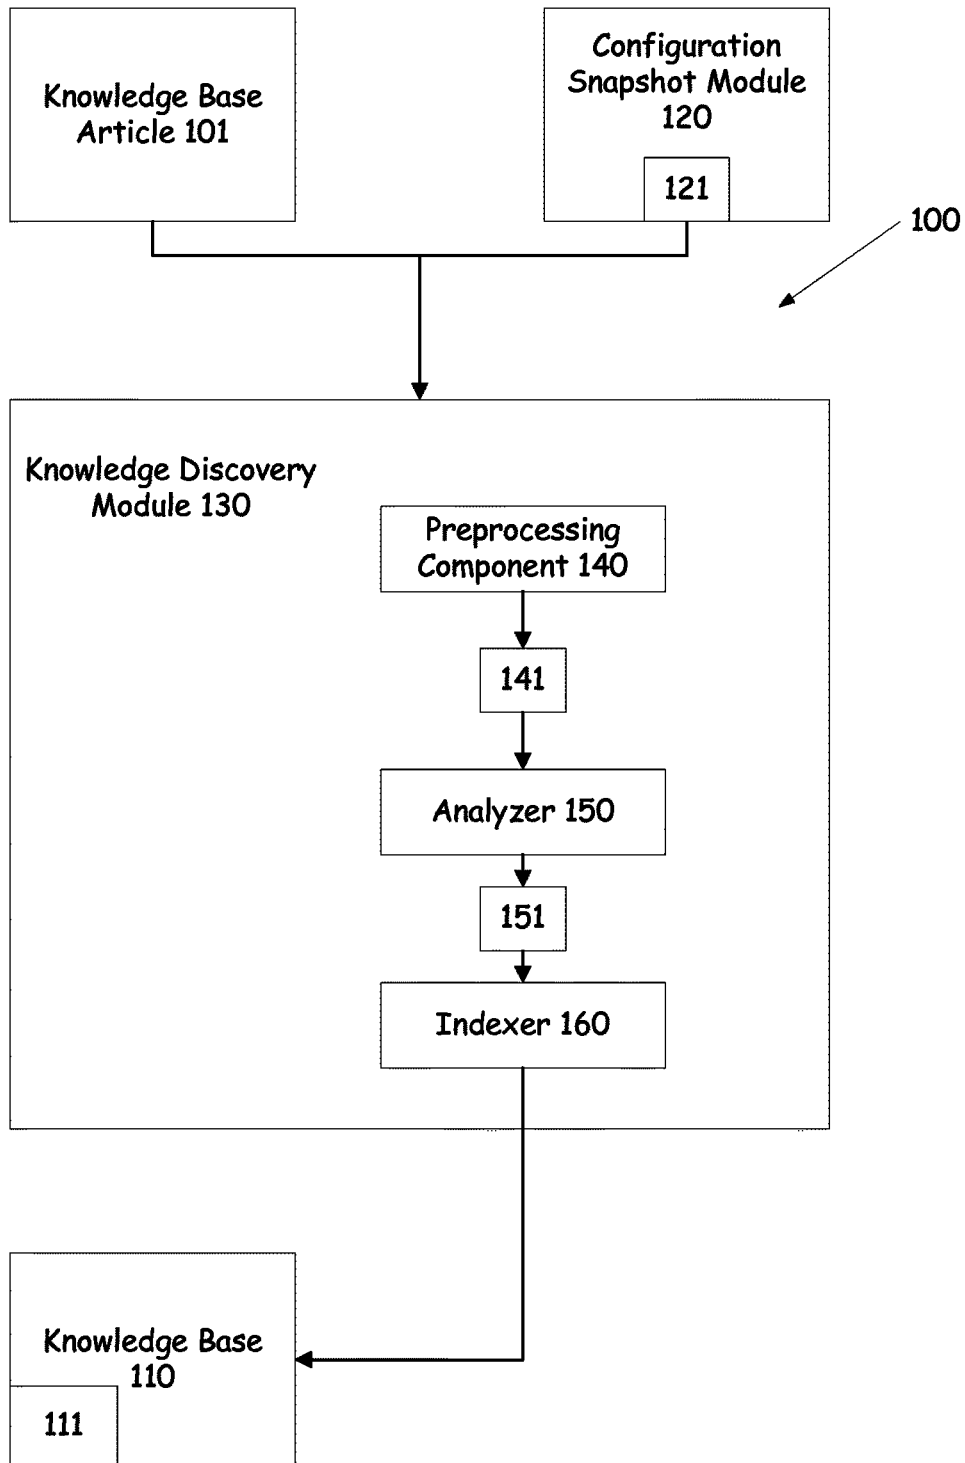 Knowledge Base
Article 101
Configuration
Snapshot Module
120
121
100
Knowledge Discovery
Module 130
Preprocessing
Component 140
141
Analyzer 150
151
Indexer 160
Knowledge Base
110
111